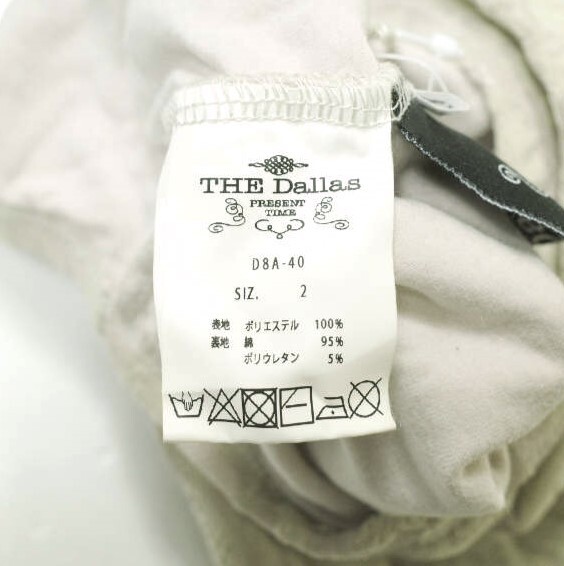 THE Dallas
PRESENT
TIME
D8A-40
SIZ. 2
表地 ポリエステル 100%
裏地 綿 95%
ポリウレタン 5%